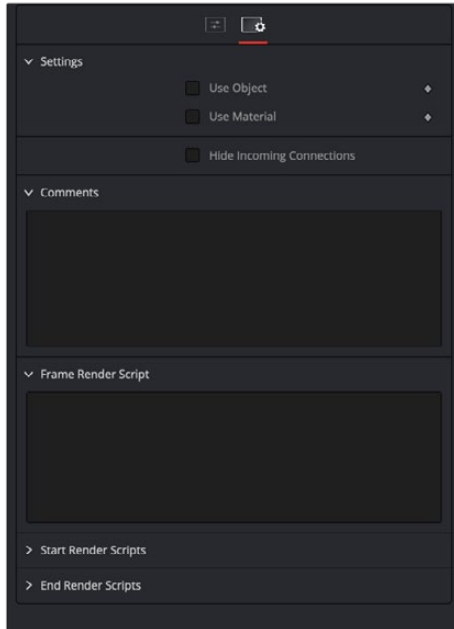 Settings
Use Object
Use Material
Hide Incoming Connections
Comments
Frame Render Script
Start Render Scripts
End Render Scripts